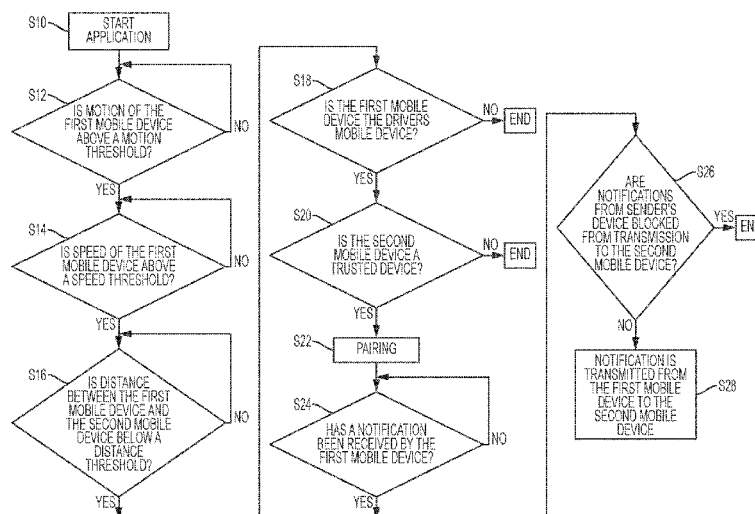 S10
START
APPLICATION
S12
IS MOTION OF THE
FIRST MOBILE DEVICE
ABOVE A MOTION
THRESHOLD?
NO
YES
S14
IS SPEED OF THE FIRST
MOBILE DEVICE ABOVE
A SPEED THRESHOLD?
NO
YES
S16
IS DISTANCE
BETWEEN THE FIRST
MOBILE DEVICE AND
THE SECOND MOBILE
DEVICE BELOW A
DISTANCE
THRESHOLD?
NO
YES
S18
IS THE FIRST MOBILE
DEVICE THE DRIVERS
MOBILE DEVICE?
NO
END
YES
S20
IS THE SECOND
MOBILE DEVICE A
TRUSTED DEVICE?
NO
END
YES
S22
PAIRING
S24
HAS A NOTIFICATION
BEEN RECEIVED BY THE
FIRST MOBILE DEVICE?
NO
YES
S26
ARE
NOTIFICATIONS
FROM SENDER'S
DEVICE BLOCKED
FROM TRANSMISSION
TO THE SECOND
MOBILE DEVICE?
YES
EN
NO
NOTIFICATION IS
TRANSMITTED FROM
THE FIRST MOBILE
DEVICE TO THE
SECOND MOBILE
DEVICE
S28